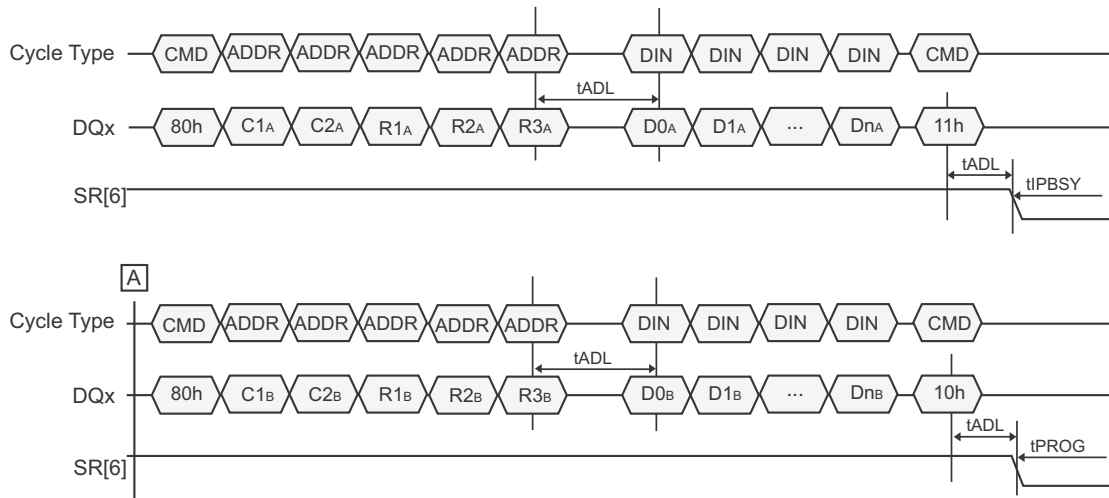 Cycle Type CMD ADDR ADDR ADDR ADDR ADDR DIN DIN DIN DIN CMD
tADL
DQx 80h C1A C2A R1A R2A R3A D0A D1A ... DnA 11h
tADL
tIPBSY
SR[6]
A
Cycle Type CMD ADDR ADDR ADDR ADDR ADDR DIN DIN DIN DIN CMD
tADL
DQx 80h C1B C2B R1B R2B R3B D0B D1B ... DnB 10h
tADL
tPROG
SR[6]